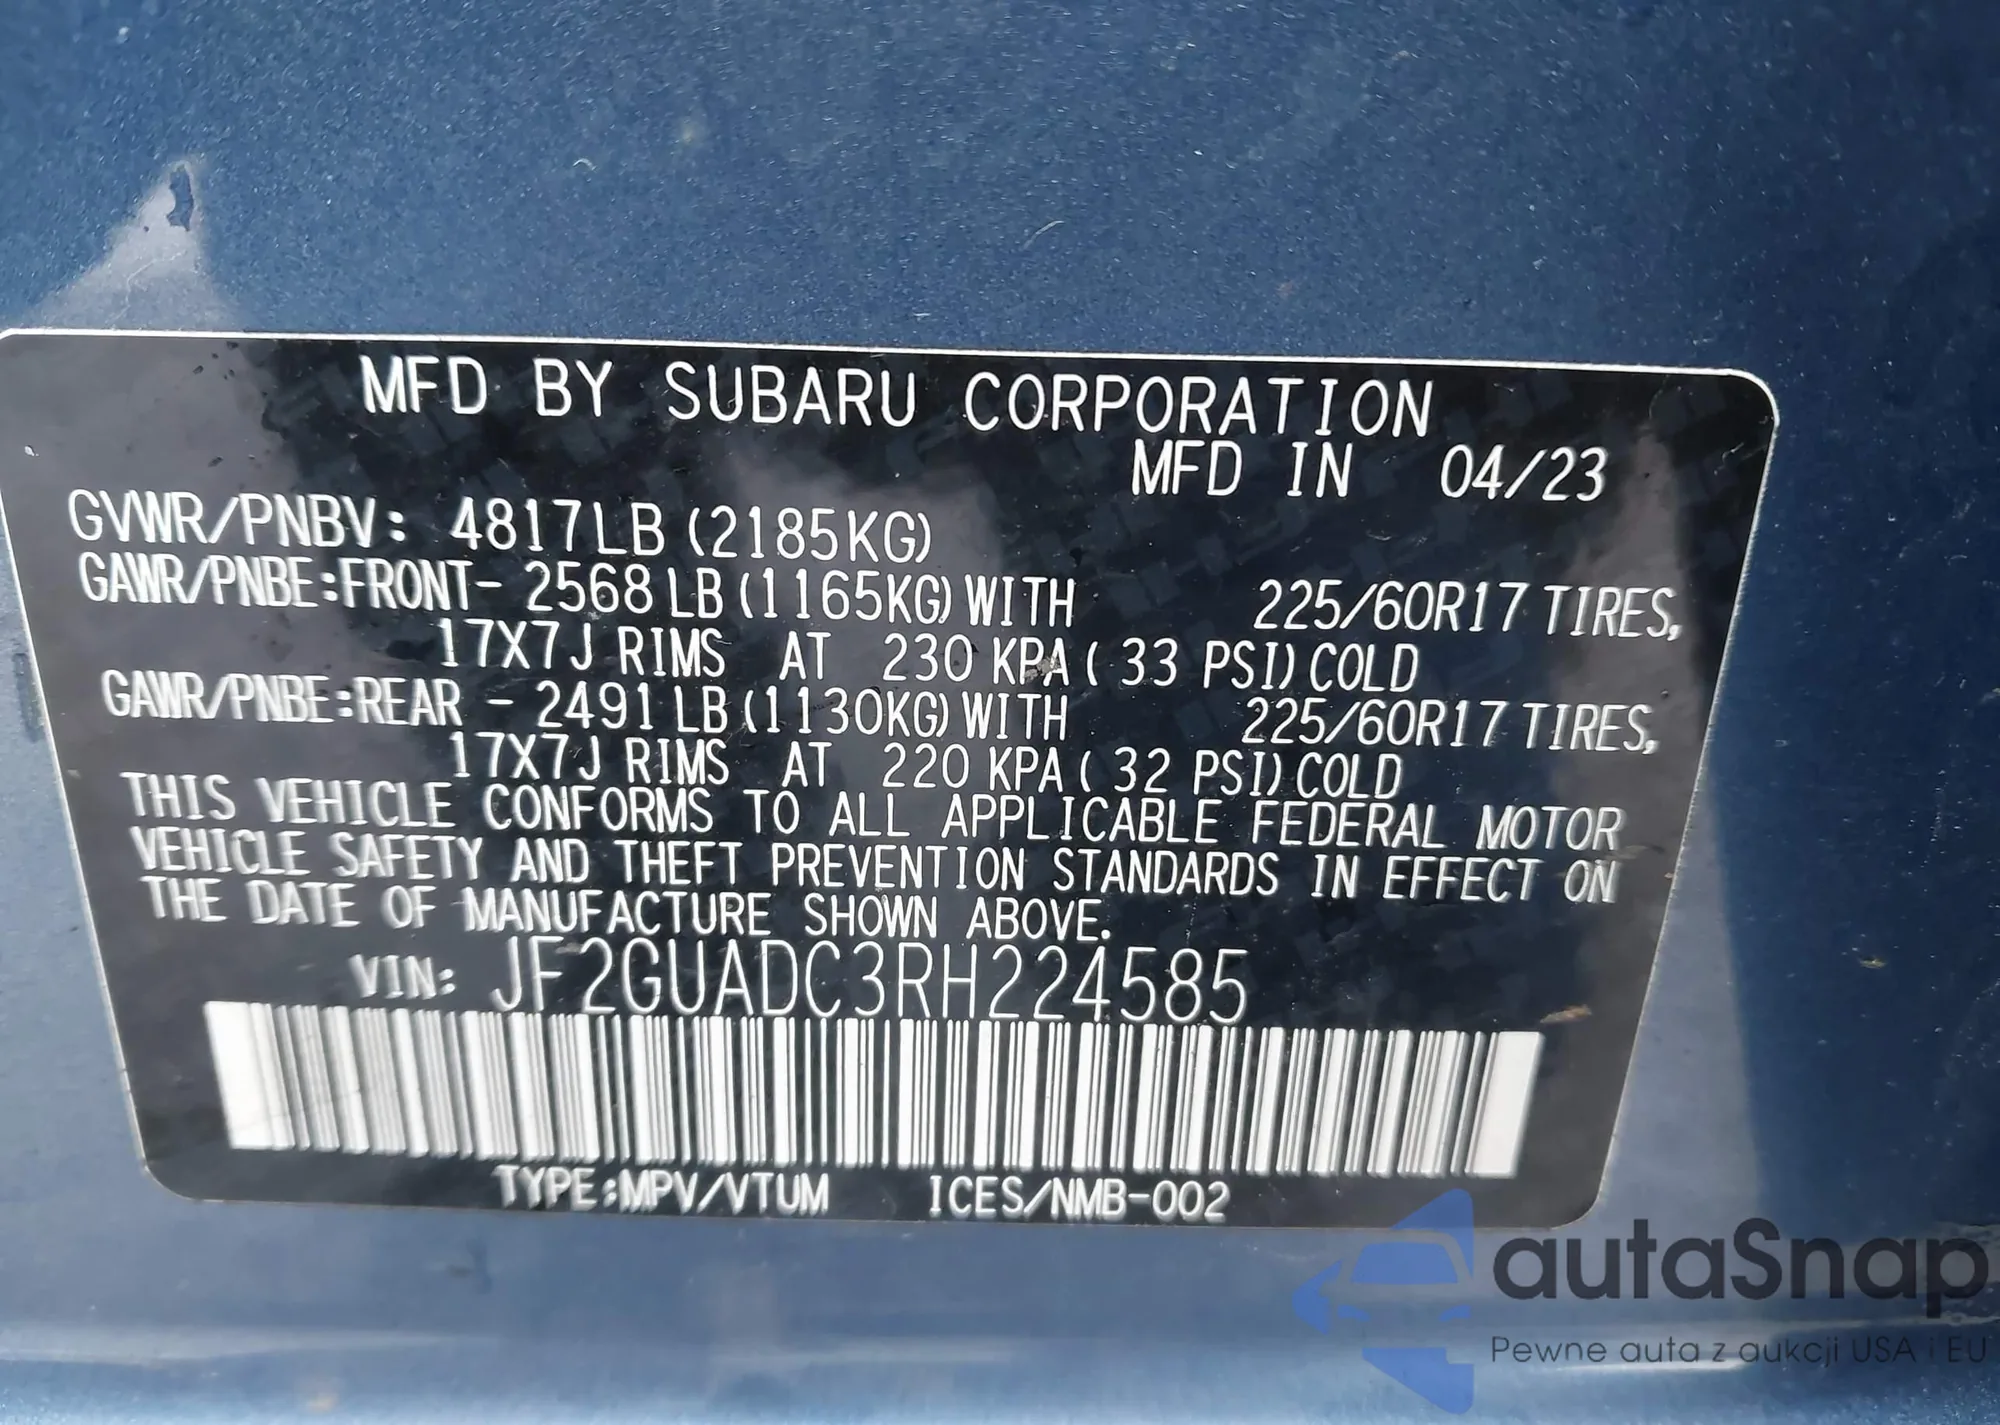 MFD BY SUBARU CORPORATION
MFD IN 04/23
GVWR/PNBV: 4817LB (2185KG)
GAWR/PNBE:FRONT- 2568LB (1165KG) WITH 225/60R17 TIRES,
17X7J RIMS AT 230 KPA ( 33 PSI) COLD
GAWR/PNBE:REAR - 2491LB (1130KG) WITH 225/60R17 TIRES,
17X7J RIMS AT 220 KPA ( 32 PSI) COLD
THIS VEHICLE CONFORMS TO ALL APPLICABLE FEDERAL MOTOR
VEHICLE SAFETY AND THEFT PREVENTION STANDARDS IN EFFECT ON
THE DATE OF MANUFACTURE SHOWN ABOVE.
VIN: JF2GUADC3RH224585
TYPE:MPV/VTUM ICES/NMB-002
autaSnap
Pewne auta z aukcji USA i EU